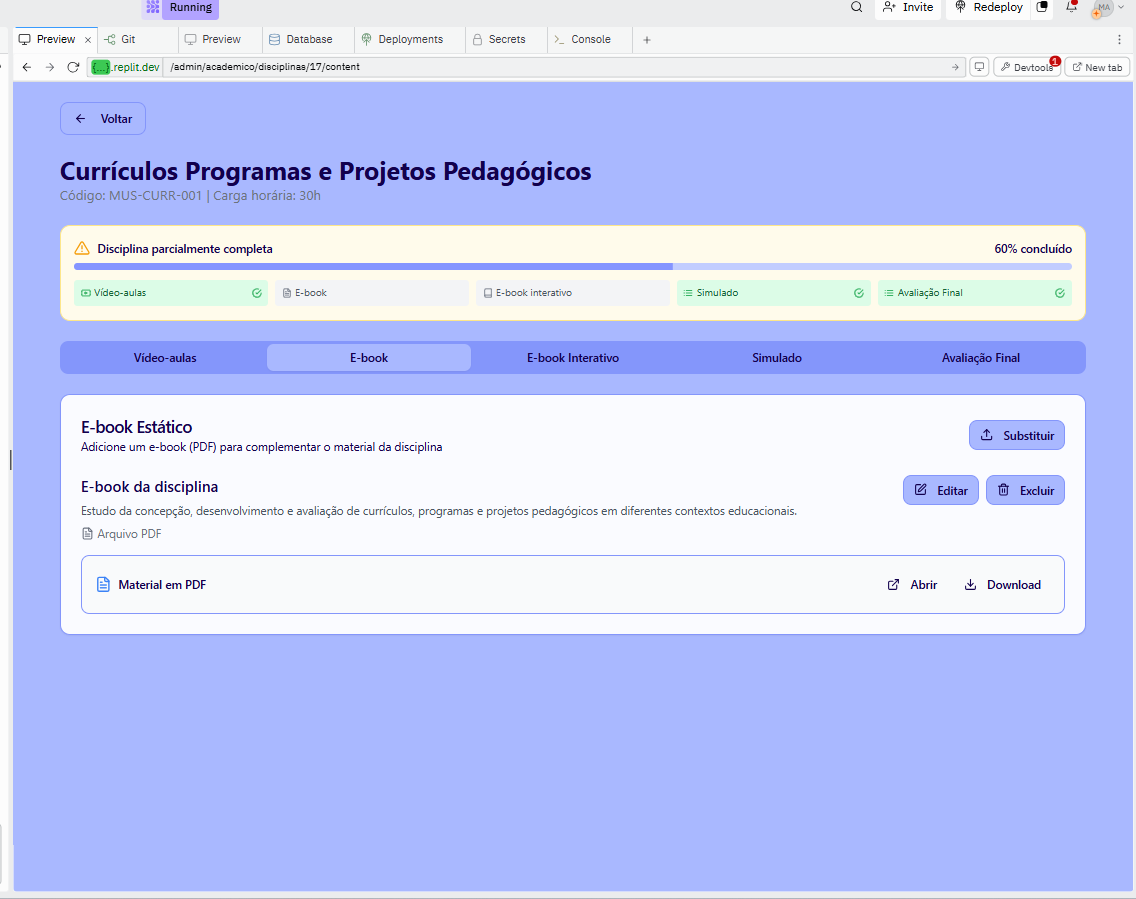 Running
Invite
Redeploy
MA
Preview
Git
Preview
Database
Deployments
Secrets
Console
{...}.replit.dev
/admin/academico/disciplinas/17/content
Devtools
1
New tab
Voltar
Currículos Programas e Projetos Pedagógicos
Código: MUS-CURR-001 | Carga horária: 30h
Disciplina parcialmente completa
60% concluído
Vídeo-aulas
E-book
E-book interativo
Simulado
Avaliação Final
Vídeo-aulas
E-book
E-book Interativo
Simulado
Avaliação Final
E-book Estático
Adicione um e-book (PDF) para complementar o material da disciplina
Substituir
E-book da disciplina
Editar
Excluir
Estudo da concepção, desenvolvimento e avaliação de currículos, programas e projetos pedagógicos em diferentes contextos educacionais.
Arquivo PDF
Material em PDF
Abrir
Download